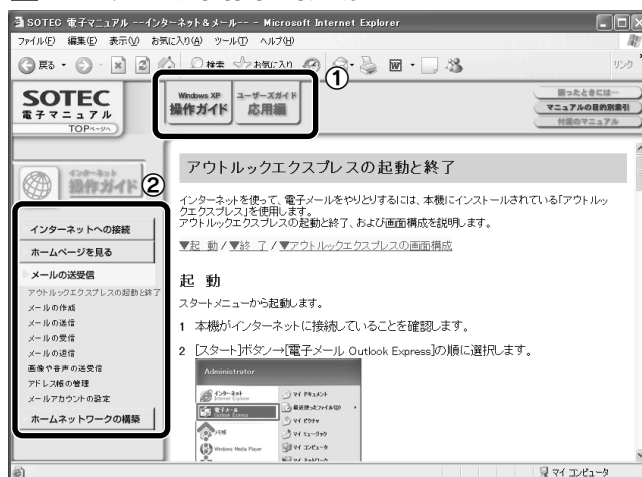 SOTEC 電子マニュアル --インターネット&メール-- - Microsoft Internet Explorer
ファイル(F) 編集(E) 表示(V) お気に入り(A) ツール(T) ヘルプ(H)
戻る 検索 お気に入り リンク
①
SOTEC
電子マニュアル
TOPページへ
Windows XP
操作ガイド
ユーザーズガイド
応用編
困ったときには…
マニュアルの目的別索引
付属のマニュアル
インターネット
操作ガイド
②
インターネットへの接続
ホームページを見る
メールの送受信
アウトルックエクスプレスの起動と終了
メールの作成
メールの送信
メールの受信
メールの返信
画像や音声の送受信
アドレス帳の管理
メールアカウントの設定
ホームネットワークの構築
アウトルックエクスプレスの起動と終了
インターネットを使って、電子メールをやりとりするには、本機にインストールされている「アウトルッ
クエクスプレス」を使用します。
アウトルックエクスプレスの起動と終了、および画面構成を説明します。
▼起 動 / ▼終 了 / ▼アウトルックエクスプレスの画面構成
起 動
スタートメニューから起動します。
1 本機がインターネットに接続していることを確認します。
2 [スタート]ボタン→[電子メール Outlook Express]の順に選択します。
Administrator
インターネット
Internet Explorer
マイ ドキュメント
電子メール
Outlook Express
最近使ったファイル(D)
マイ ピクチャ
メモ帳
マイ ミュージック
Windows Media Player
マイ コンピュータ
マイ コンピュータ